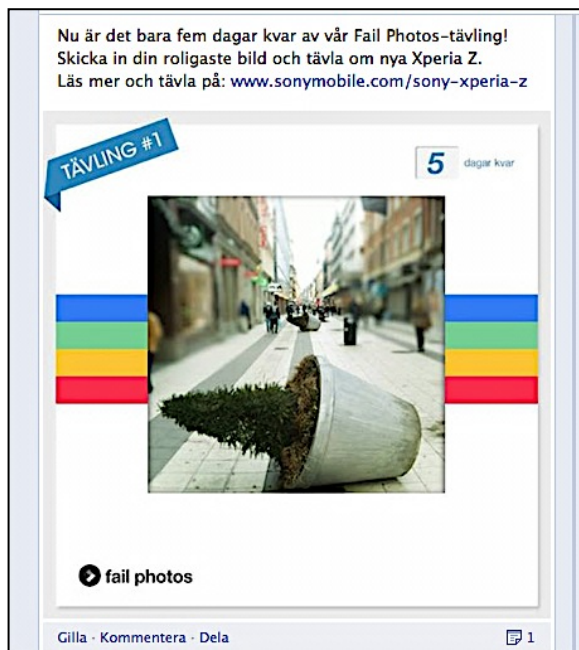 Nu är det bara fem dagar kvar av vår Fail Photos-tävling!
Skicka in din roligaste bild och tävla om nya Xperia Z.
Läs mer och tävla på: www.sonymobile.com/sony-xperia-z
TÄVLING #1
5 dagar kvar
fail photos
Gilla · Kommentera · Dela
1